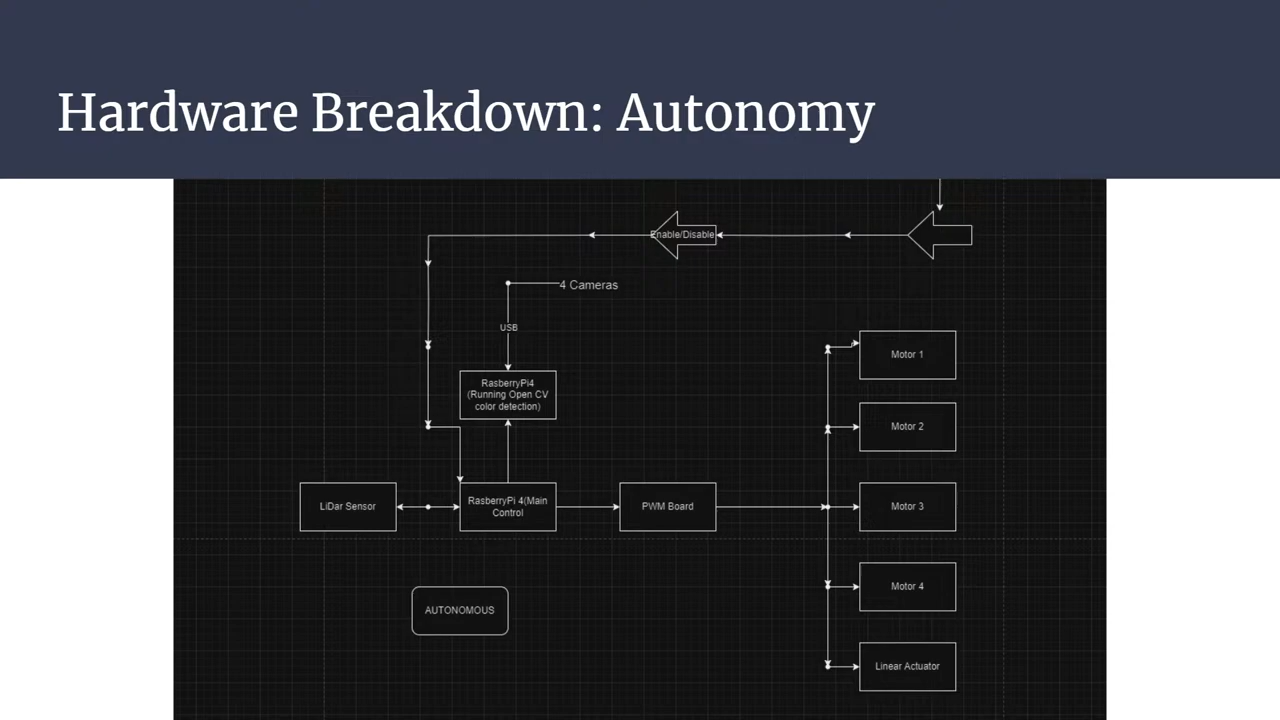 Hardware Breakdown: Autonomy
Enable/Disable
4 Cameras
USB
Motor 1
RasberryPi4
(Running Open CV
color detection)
Motor 2
LiDar Sensor
RasberryPi 4(Main
Control
PWM Board
Motor 3
Motor 4
AUTONOMOUS
Linear Actuator